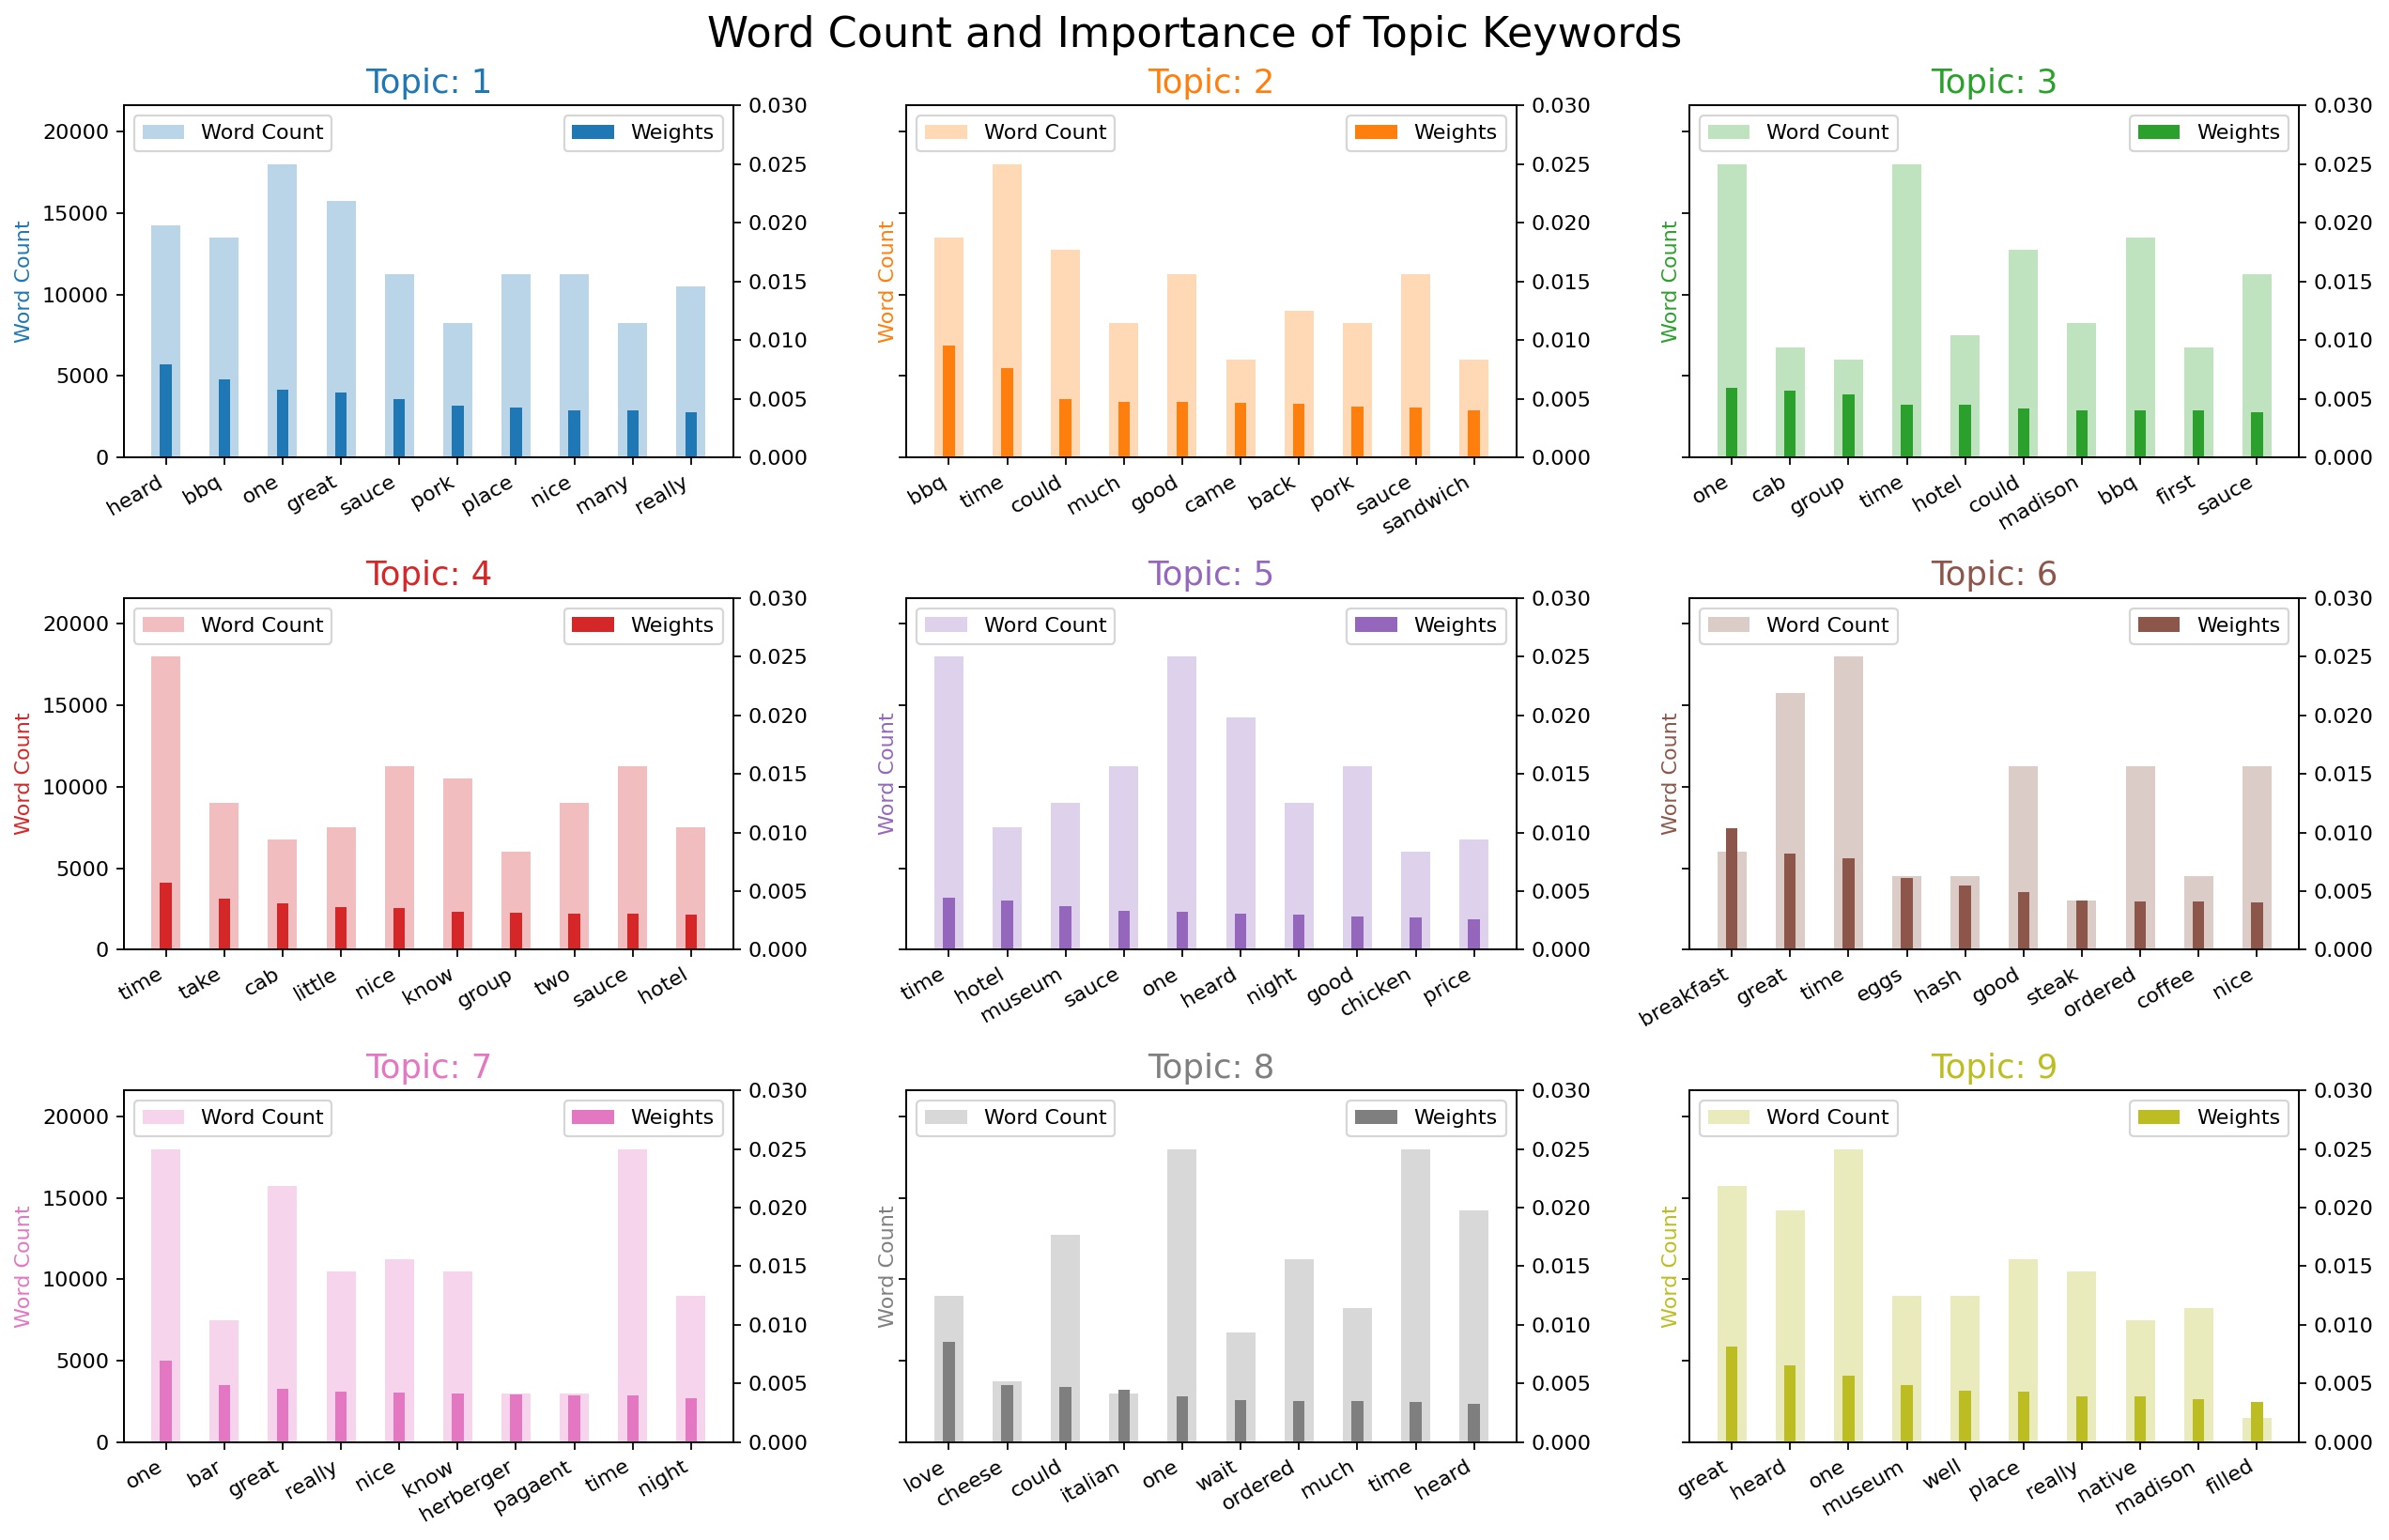 Word Count and Importance of Topic Keywords
Topic: 1
Word Count
Weights
Word Count
20000
15000
10000
5000
0
0.030
0.025
0.020
0.015
0.010
0.005
0.000
heard bbq one great sauce pork place nice many really
Topic: 2
Word Count
Weights
Word Count
0.030
0.025
0.020
0.015
0.010
0.005
0.000
bbq time could much good came back pork sauce sandwich
Topic: 3
Word Count
Weights
Word Count
0.030
0.025
0.020
0.015
0.010
0.005
0.000
one cab group time hotel could madison bbq first sauce
Topic: 4
Word Count
Weights
Word Count
20000
15000
10000
5000
0
0.030
0.025
0.020
0.015
0.010
0.005
0.000
time take cab little nice know group two sauce hotel
Topic: 5
Word Count
Weights
Word Count
0.030
0.025
0.020
0.015
0.010
0.005
0.000
time hotel museum sauce one heard night good chicken price
Topic: 6
Word Count
Weights
Word Count
0.030
0.025
0.020
0.015
0.010
0.005
0.000
breakfast great time eggs hash good steak ordered coffee nice
Topic: 7
Word Count
Weights
Word Count
20000
15000
10000
5000
0
0.030
0.025
0.020
0.015
0.010
0.005
0.000
one bar great really nice know herberger pagaent time night
Topic: 8
Word Count
Weights
Word Count
0.030
0.025
0.020
0.015
0.010
0.005
0.000
love cheese could italian one wait ordered much time heard
Topic: 9
Word Count
Weights
Word Count
0.030
0.025
0.020
0.015
0.010
0.005
0.000
great heard one museum well place really native madison filled